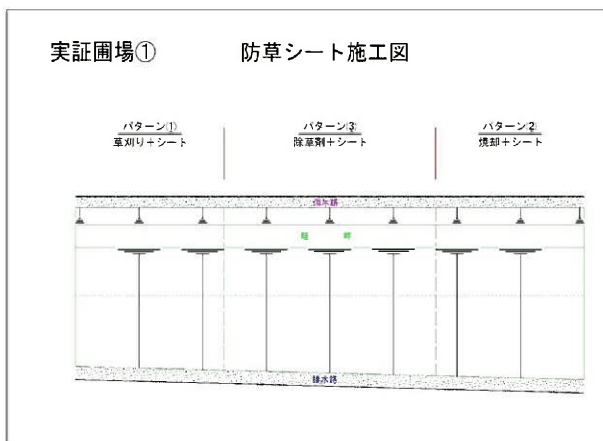 実証圃場① 防草シート施工図
パターン① パターン③ パターン②
草刈り+シート 除草剤+シート 焼却+シート
畦 畔
排水路